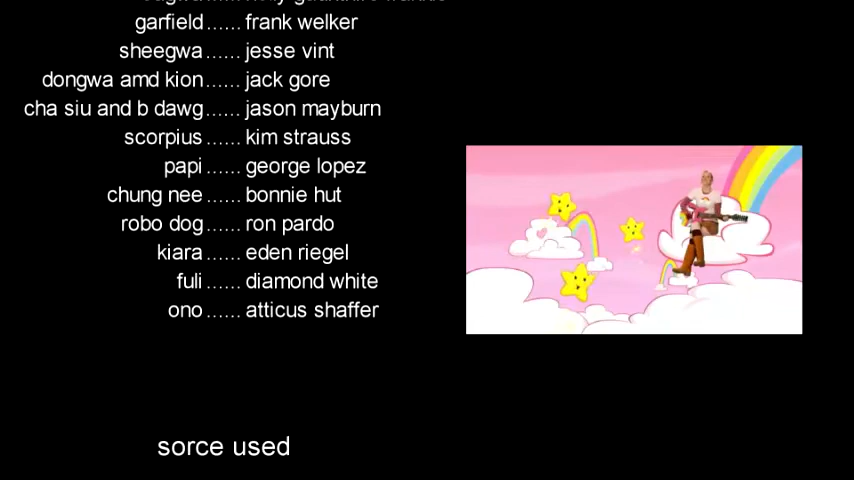 garfield...... frank welker
sheegwa...... jesse vint
dongwa amd kion...... jack gore
cha siu and b dawg...... jason mayburn
scorpius...... kim strauss
papi...... george lopez
chung nee...... bonnie hut
robo dog...... ron pardo
kiara...... eden riegel
fuli...... diamond white
ono...... atticus shaffer
sorce used